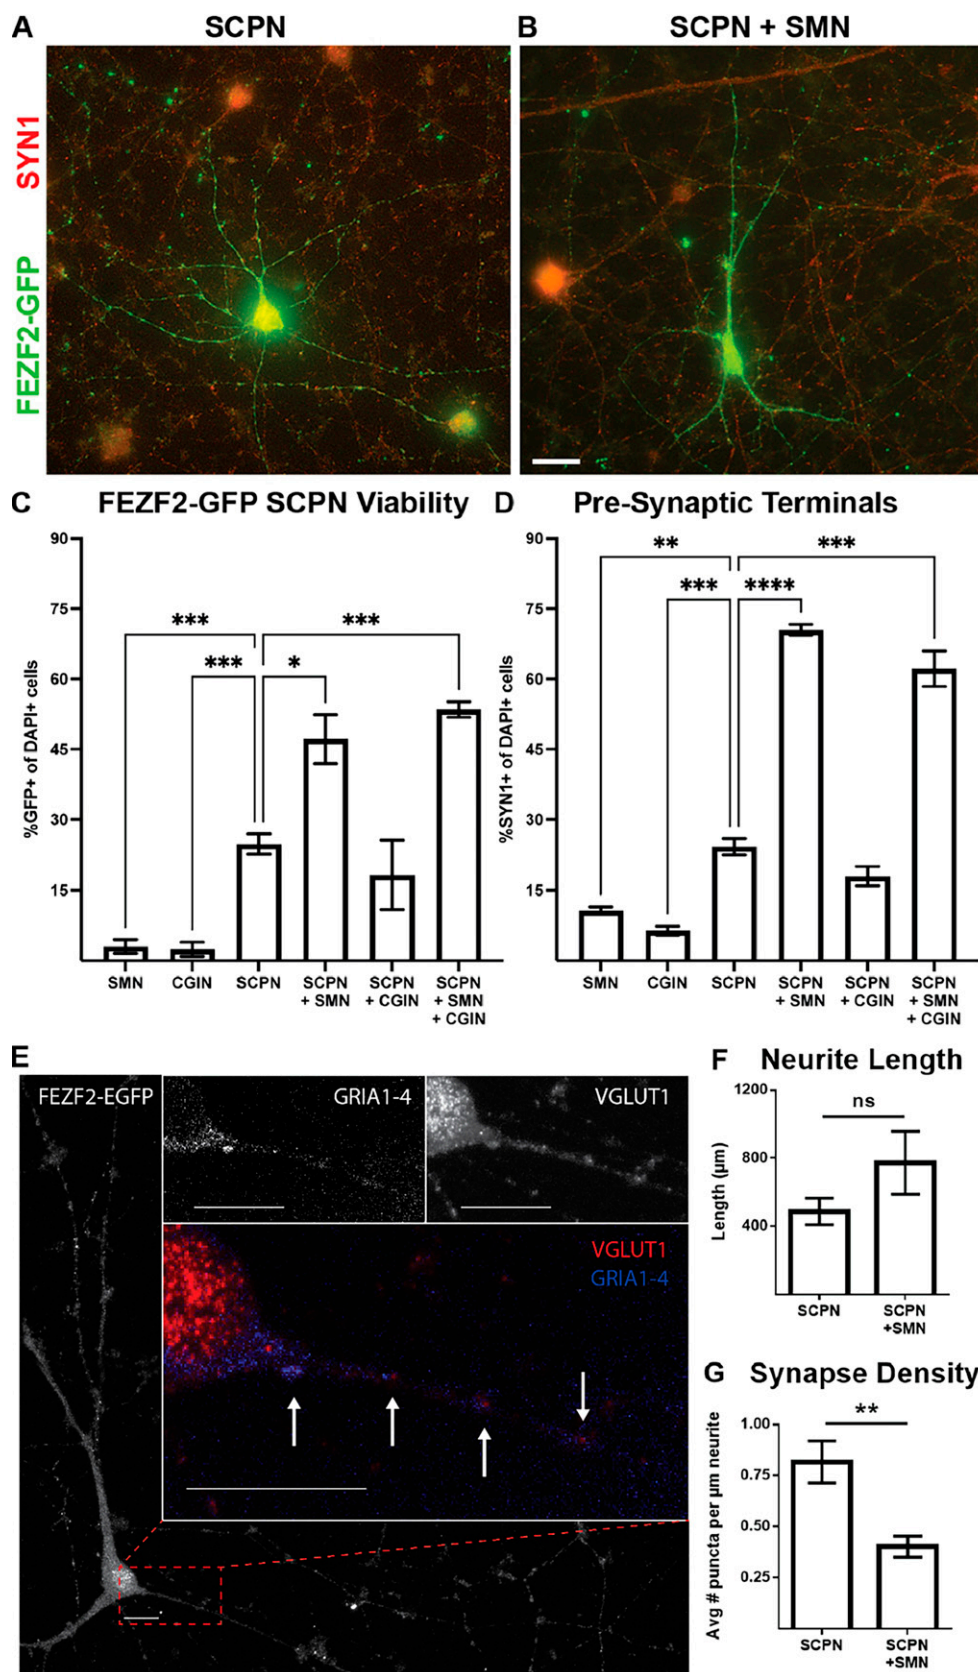 A SCPN
B SCPN + SMN
FEZF2-GFP SYN1
C FEZF2-GFP SCPN Viability
%GFP+ of DAPI+ cells
90
75
60
45
30
15
***
***
***
*
SMN
CGIN
SCPN
SCPN + SMN
SCPN + CGIN
SCPN + SMN + CGIN
D Pre-Synaptic Terminals
%SYN1+ of DAPI+ cells
90
75
60
45
30
15
**
***
***
****
SMN
CGIN
SCPN
SCPN + SMN
SCPN + CGIN
SCPN + SMN + CGIN
E
FEZF2-EGFP
GRIA1-4
VGLUT1
VGLUT1
GRIA1-4
F Neurite Length
Length (µm)
1200
800
400
ns
SCPN
SCPN +SMN
G Synapse Density
Avg # puncta per µm neurite
1.00
0.75
0.50
0.25
**
SCPN
SCPN +SMN